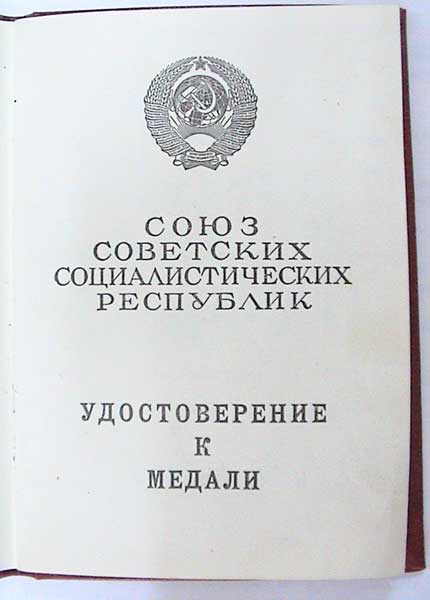 СОЮЗ
СОВЕТСКИХ
СОЦИАЛИСТИЧЕСКИХ
РЕСПУБЛИК
УДОСТОВЕРЕНИЕ
К
МЕДАЛИ